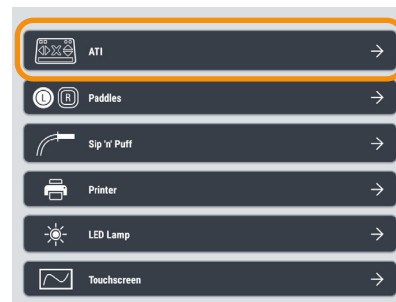 ATI
L R Paddles
Sip 'n' Puff
Printer
LED Lamp
Touchscreen